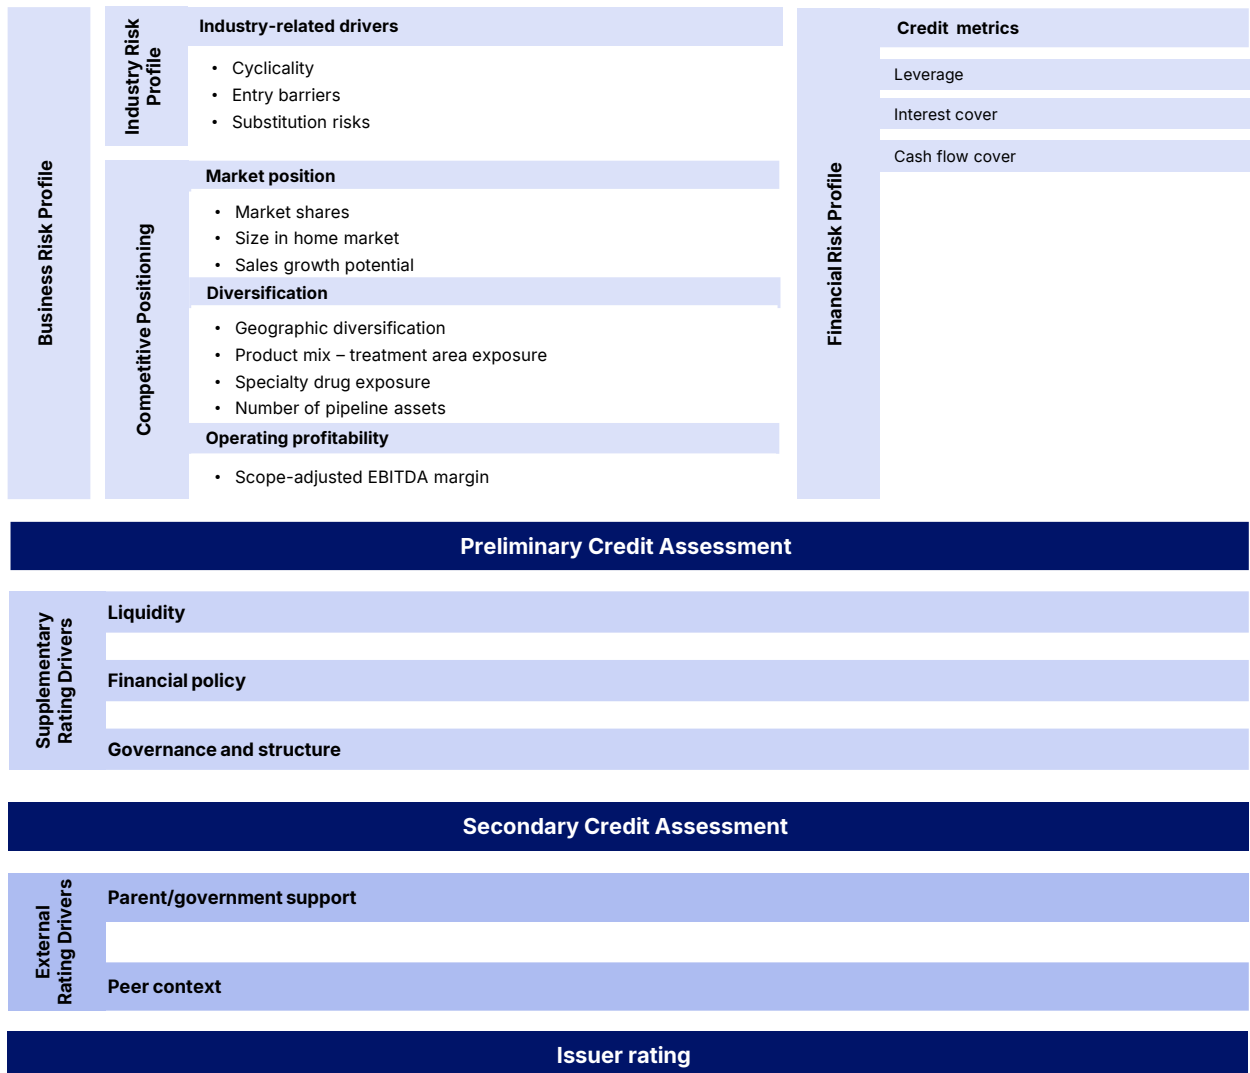 Business Risk Profile
Industry Risk
Profile
Industry-related drivers
• Cyclicality
• Entry barriers
• Substitution risks
Competitive Positioning
Market position
• Market shares
• Size in home market
• Sales growth potential
Diversification
• Geographic diversification
• Product mix – treatment area exposure
• Specialty drug exposure
• Number of pipeline assets
Operating profitability
• Scope-adjusted EBITDA margin
Financial Risk Profile
Credit metrics
Leverage
Interest cover
Cash flow cover
Preliminary Credit Assessment
Supplementary
Rating Drivers
Liquidity
Financial policy
Governance and structure
Secondary Credit Assessment
External
Rating Drivers
Parent/government support
Peer context
Issuer rating